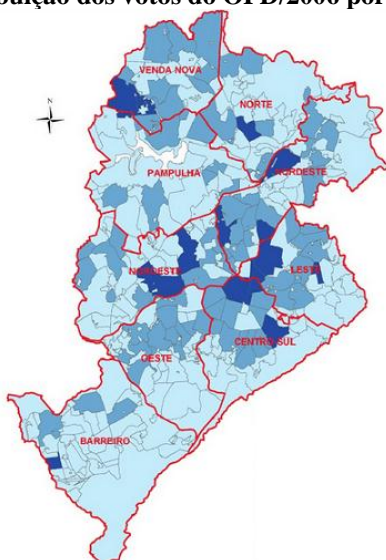 buição dos votos do OPD/2006 por
VENDA NOVA
NORTE
NORDESTE
PAMPULHA
NOROESTE
LESTE
CENTRO SUL
OESTE
BARREIRO